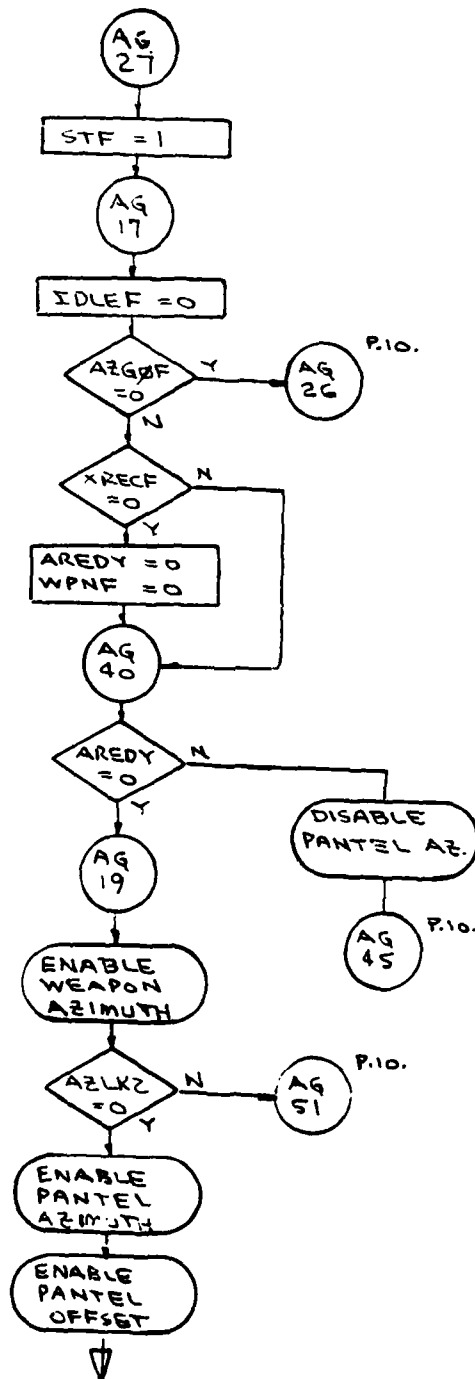 AG
27
STF = 1
AG
17
IDLEF = 0
AZGØF
=0
Y
P.10.
AG
26
N
XRECF
=0
N
Y
AREDY = 0
WPNF = 0
AG
40
AREDY
=0
N
Y
DISABLE
PANTEL AZ.
AG
19
P.10.
AG
45
ENABLE
WEAPON
AZIMUTH
AZLK2
=0
N
P.10.
AG
51
Y
ENABLE
PANTEL
AZIMUTH
ENABLE
PANTEL
OFFSET